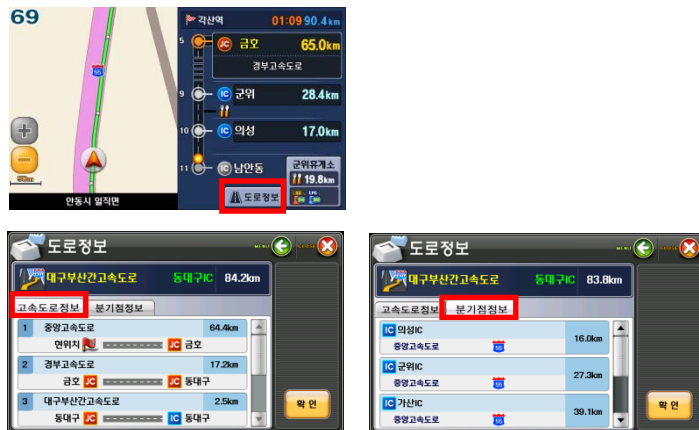 69
각산역 01:09 90.4km
5 JC 금호 65.0km
경부고속도로
55
9 IC 군위 28.4km
10 IC 의성 17.0km
11 IC 남안동
군위휴게소
19.8km
50m
안동시 일직면
도로정보
도로정보
MENU
CLOSE
대구부산간고속도로 동대구IC 84.2km
고속도로정보 분기점정보
1 중앙고속도로 64.4km
현위치 JC 금호
2 경부고속도로 17.2km
금호 JC JC 동대구
3 대구부산간고속도로 2.5km
동대구 JC IC 동대구
확 인
도로정보
MENU
CLOSE
대구부산간고속도로 동대구IC 83.8km
고속도로정보 분기점정보
IC 의성IC 16.0km
중앙고속도로 55
IC 군위IC 27.3km
중앙고속도로 55
IC 가산IC 39.1km
중앙고속도로 55
확 인